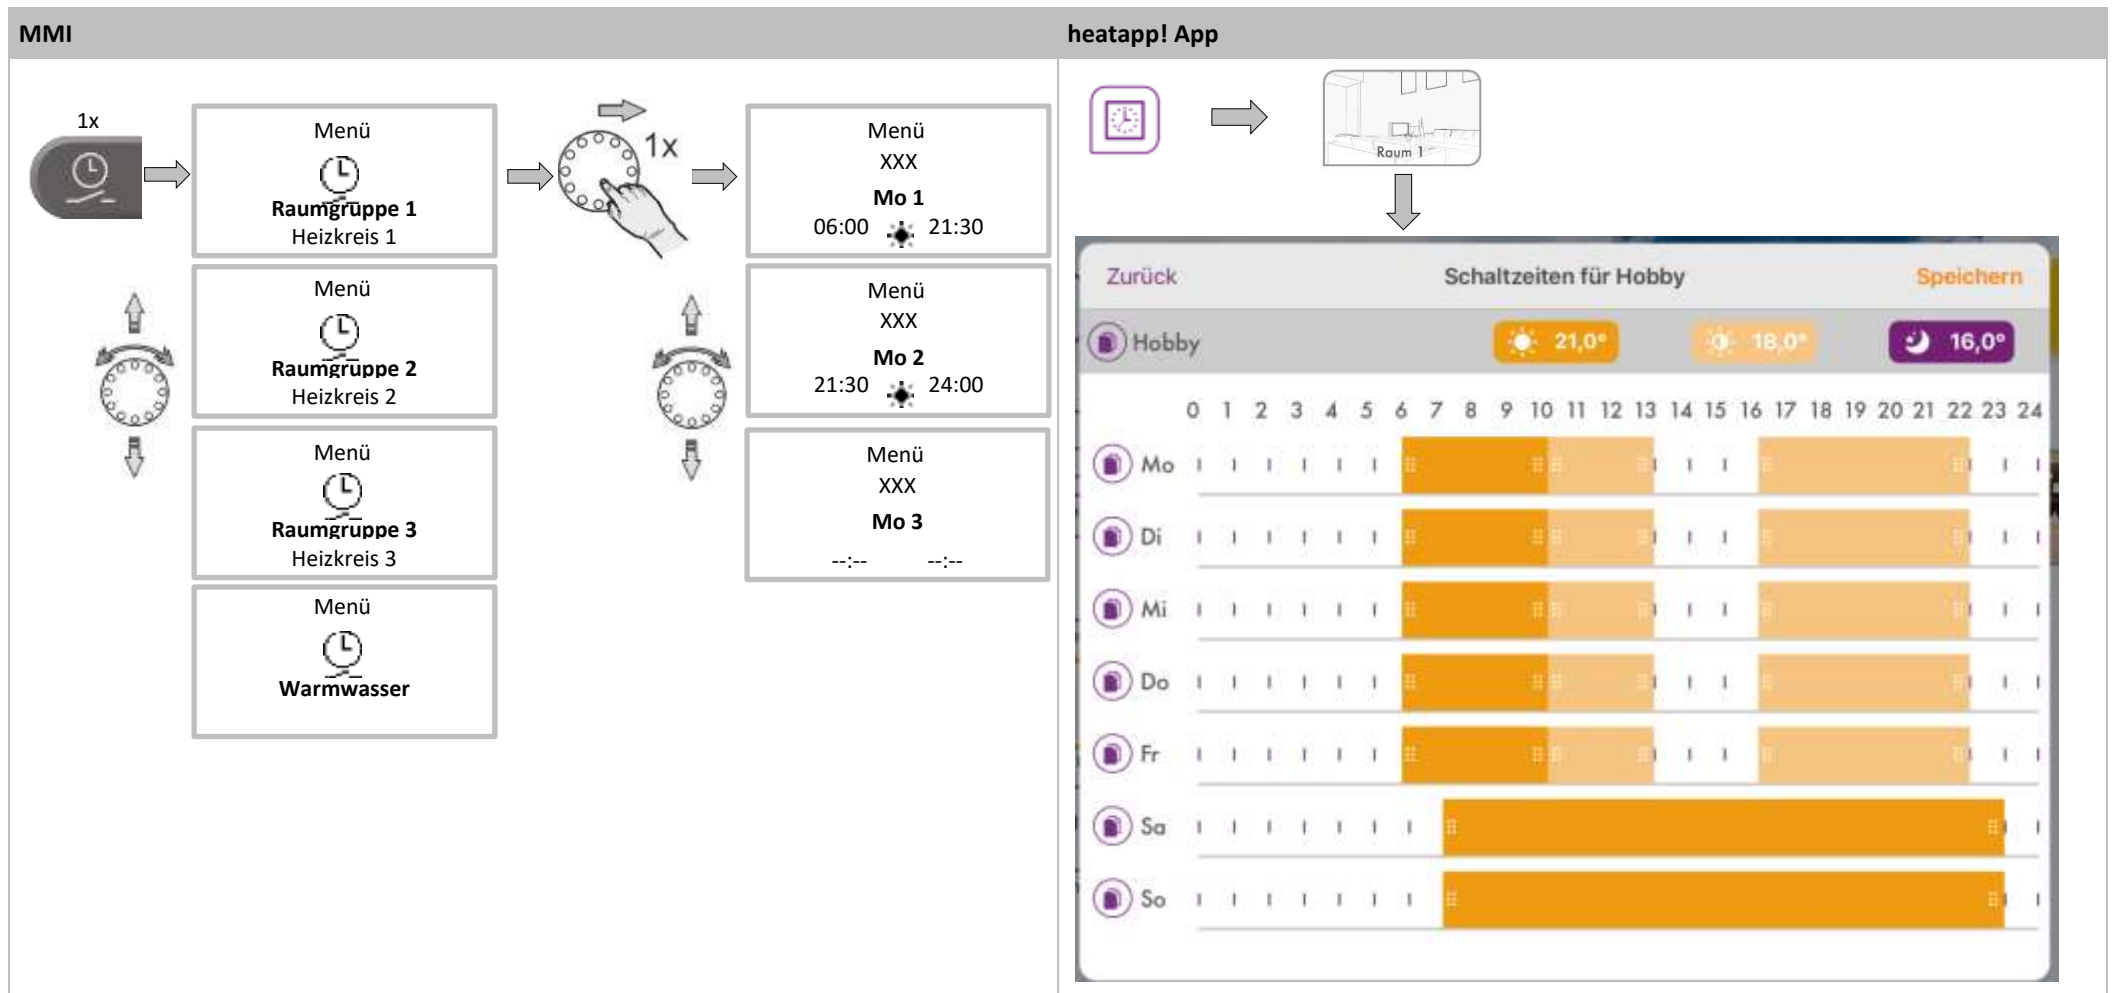 MMI
heatapp! App
1x
Menü
Raumgruppe 1
Heizkreis 1
Menü
Raumgruppe 2
Heizkreis 2
Menü
Raumgruppe 3
Heizkreis 3
Menü
Warmwasser
1x
Menü
XXX
Mo 1
06:00 21:30
Menü
XXX
Mo 2
21:30 24:00
Menü
XXX
Mo 3
--:-- --:--
Raum 1
Zurück Schaltzeiten für Hobby Speichern
Hobby 21,0° 18,0° 16,0°
0 1 2 3 4 5 6 7 8 9 10 11 12 13 14 15 16 17 18 19 20 21 22 23 24
Mo
Di
Mi
Do
Fr
Sa
So